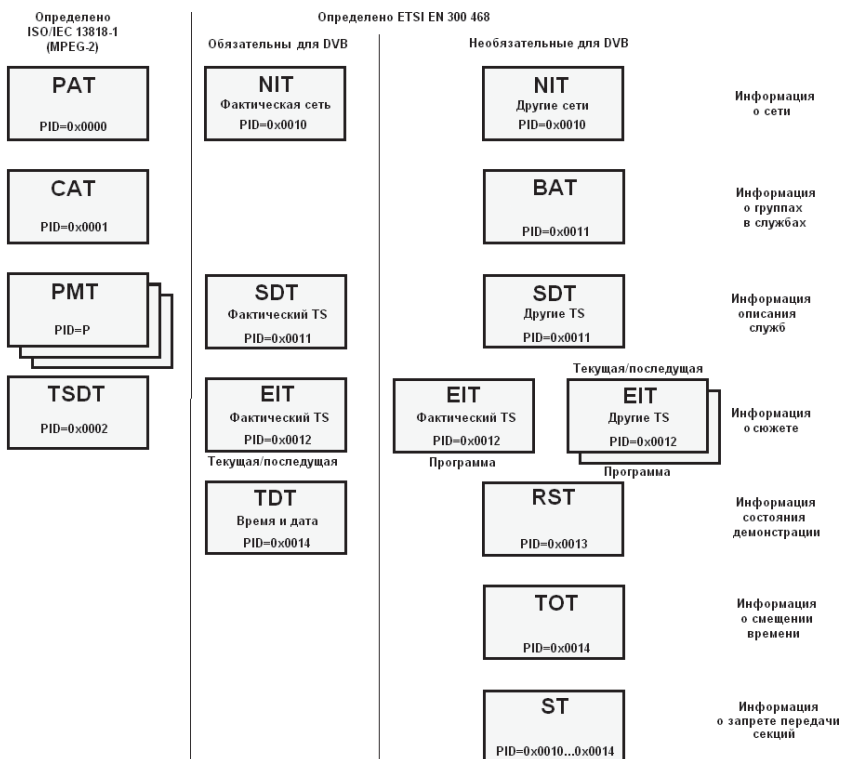 Определено
ISO/IEC 13818-1
(MPEG-2)
Определено ETSI EN 300 468
Обязательны для DVB
Необязательные для DVB
PAT
PID=0x0000
NIT
Фактическая сеть
PID=0x0010
NIT
Другие сети
PID=0x0010
Информация
о сети
CAT
PID=0x0001
BAT
PID=0x0011
Информация
о группах
в службах
PMT
PID=P
SDT
Фактический TS
PID=0x0011
SDT
Другие TS
PID=0x0011
Информация
описания
служб
TSDT
PID=0x0002
EIT
Фактический TS
PID=0x0012
Текущая/последущая
EIT
Фактический TS
PID=0x0012
Программа
Текущая/последущая
EIT
Другие TS
PID=0x0012
Программа
Информация
о сюжете
TDT
Время и дата
PID=0x0014
RST
PID=0x0013
Информация
состояния
демонстрации
TOT
PID=0x0014
Информация
о смещении
времени
ST
PID=0x0010...0x0014
Информация
о запрете передачи
секций